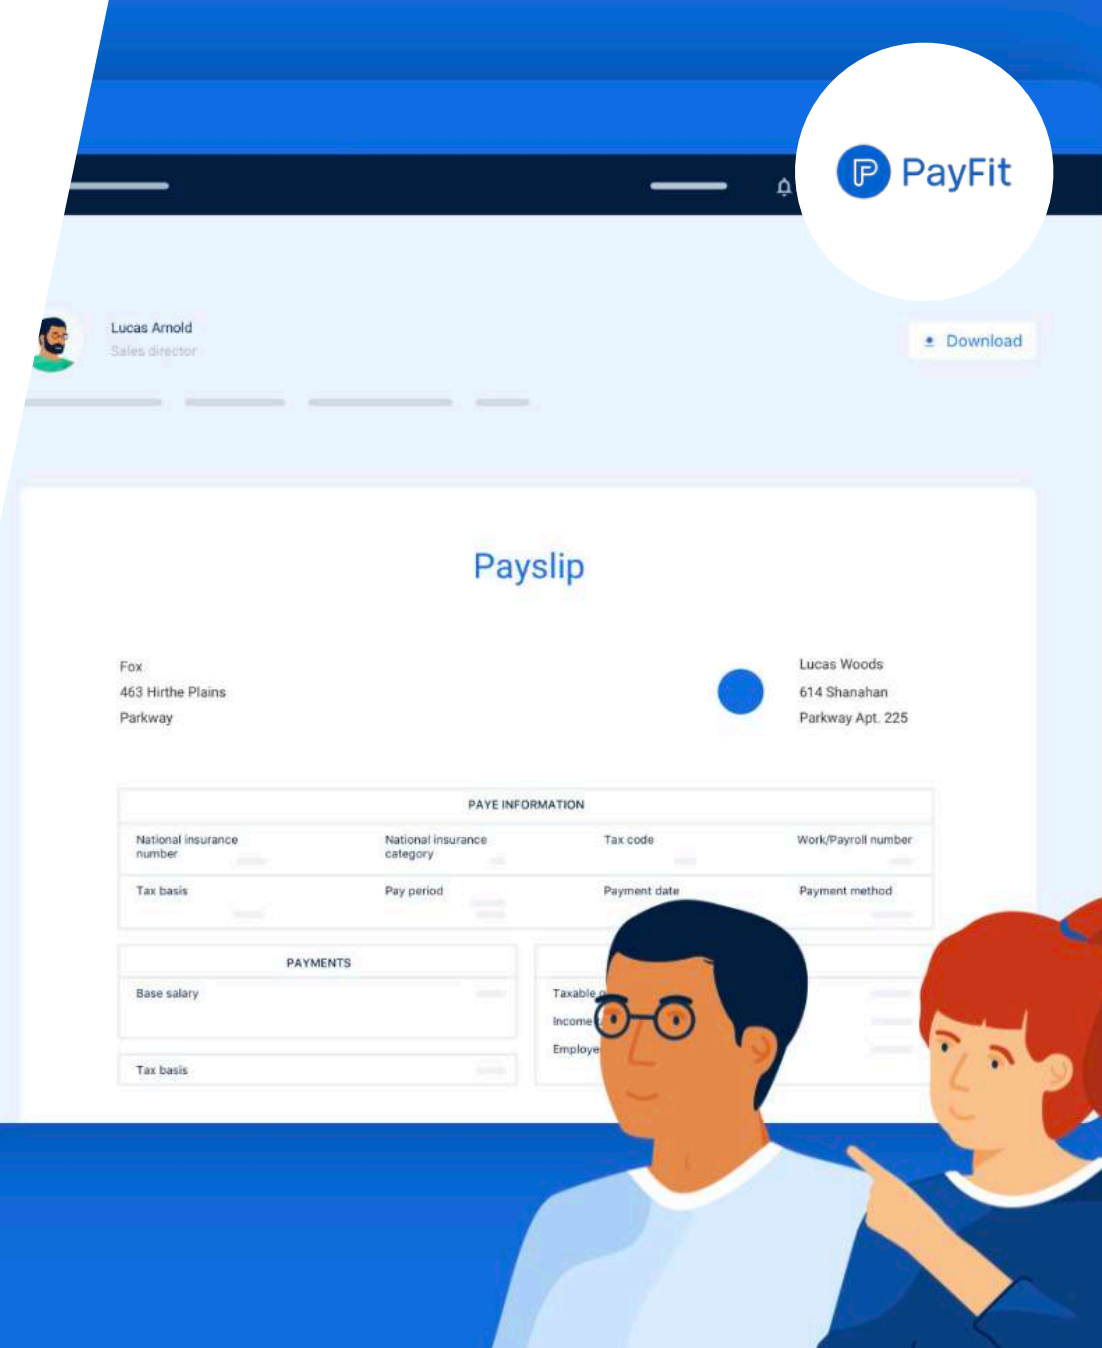 PayFit
Lucas Arnold
Sales director
Download
Payslip
Fox
463 Hirthe Plains
Parkway
Lucas Woods
614 Shanahan
Parkway Apt. 225
PAYE INFORMATION
National insurance
number
National insurance
category
Tax code
Work/Payroll number
Tax basis
Pay period
Payment date
Payment method
PAYMENTS
Base salary
Tax basis
Taxable
Income
Employe